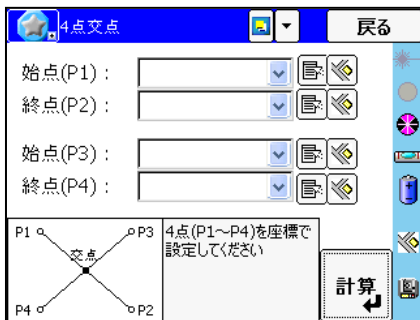 4点交点
戻る
始点(P1) :
終点(P2) :
始点(P3) :
終点(P4) :
P1
P3
交点
P4
P2
4点(P1～P4)を座標で
設定してください
計算